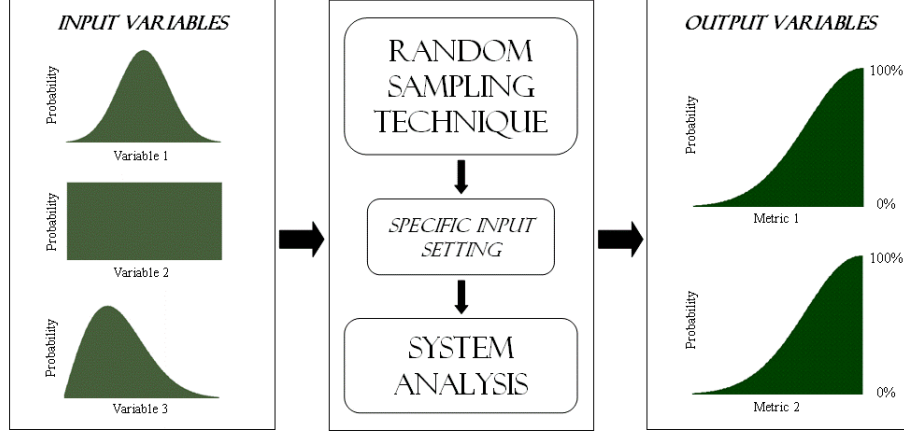 INPUT VARIABLES
Probability
Variable 1
Probability
Variable 2
Probability
Variable 3
RANDOM
SAMPLING
TECHNIQUE
SPECIFIC INPUT
SETTING
SYSTEM
ANALYSIS
OUTPUT VARIABLES
100%
Probability
0%
Metric 1
100%
Probability
0%
Metric 2